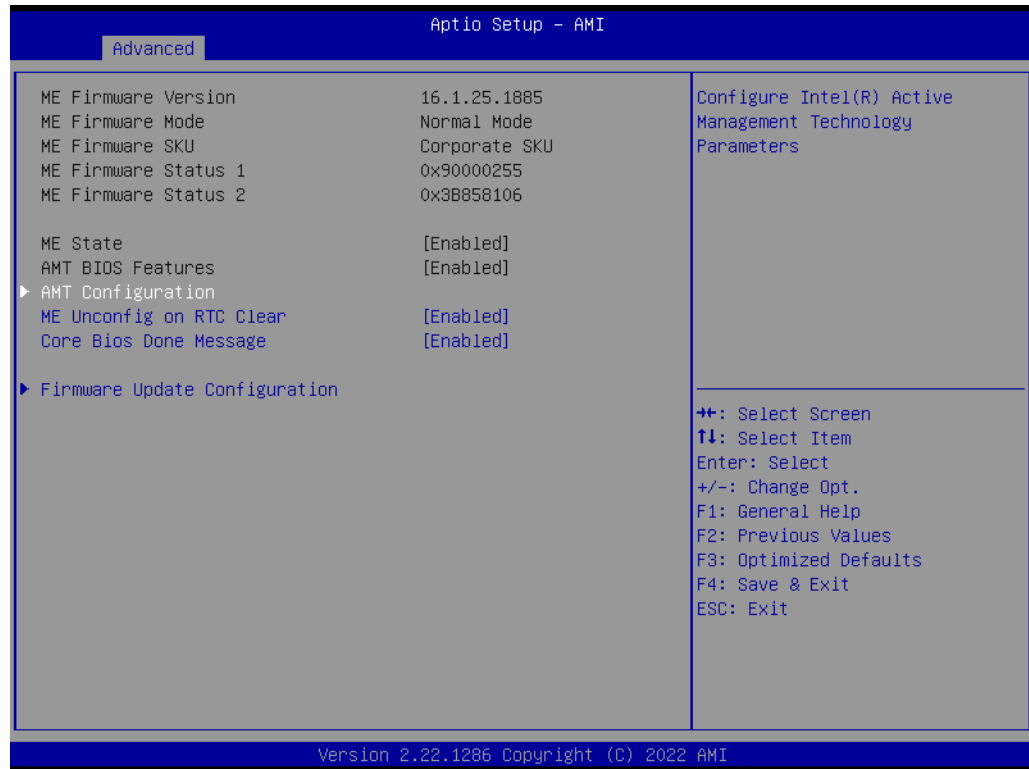 Aptio Setup – AMI
Advanced
ME Firmware Version 16.1.25.1885
ME Firmware Mode Normal Mode
ME Firmware SKU Corporate SKU
ME Firmware Status 1 0x90000255
ME Firmware Status 2 0x3B858106
ME State [Enabled]
AMT BIOS Features [Enabled]
► AMT Configuration
ME Unconfig on RTC Clear [Enabled]
Core Bios Done Message [Enabled]
► Firmware Update Configuration
Configure Intel(R) Active
Management Technology
Parameters
→←: Select Screen
↑↓: Select Item
Enter: Select
+/-: Change Opt.
F1: General Help
F2: Previous Values
F3: Optimized Defaults
F4: Save & Exit
ESC: Exit
Version 2.22.1286 Copyright (C) 2022 AMI